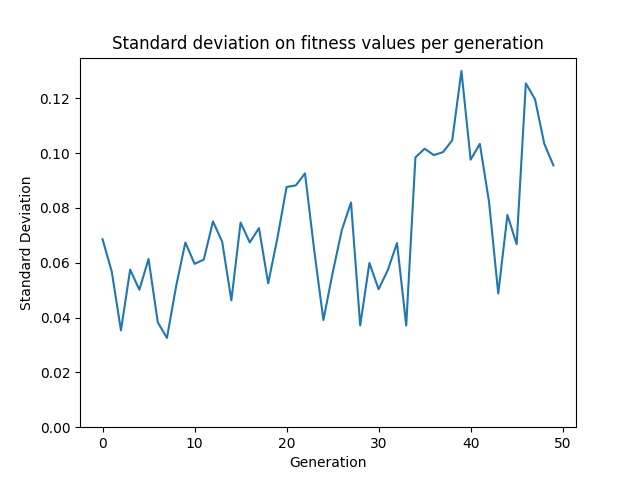 Standard deviation on fitness values per generation
0.12
0.10
0.08
0.06
0.04
0.02
0.00
Standard Deviation
0 10 20 30 40 50
Generation